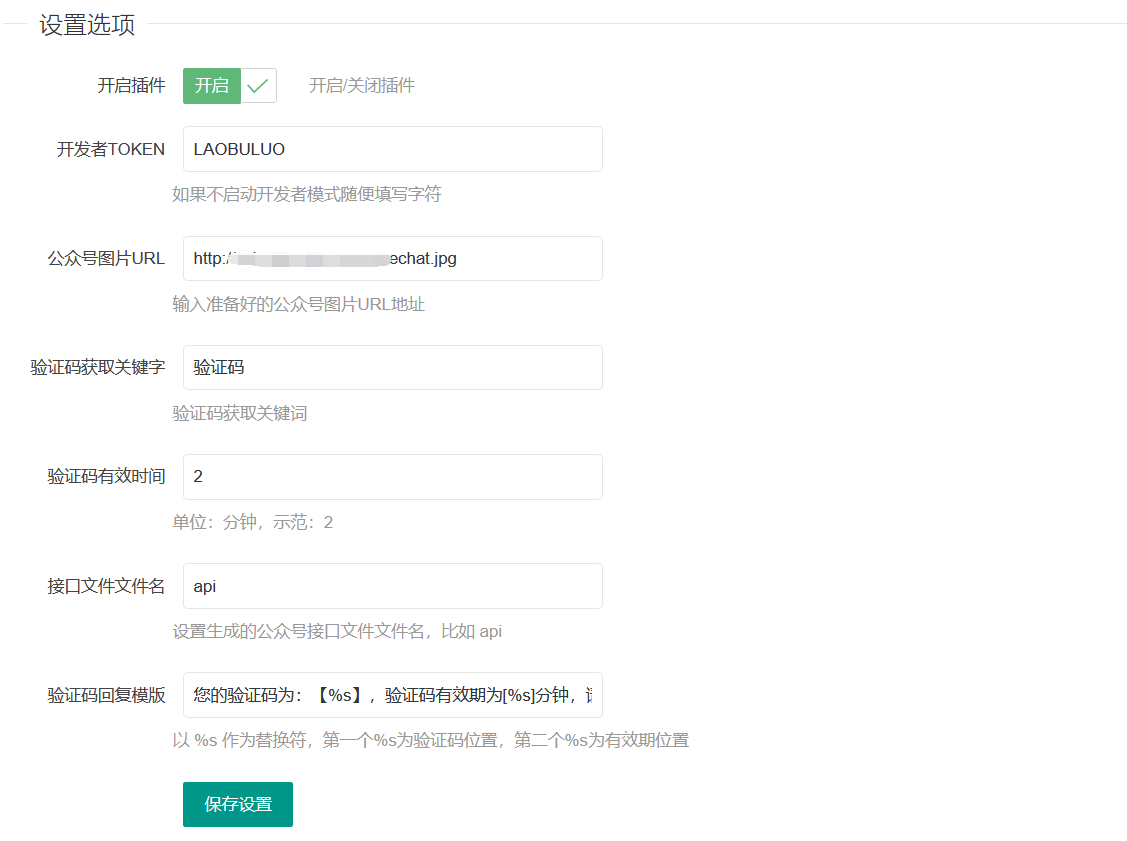 设置选项
开启插件 开启 开启/关闭插件
开发者TOKEN LAOBULUO
如果不启动开发者模式随便填写字符
公众号图片URL http:/ echat.jpg
输入准备好的公众号图片URL地址
验证码获取关键字 验证码
验证码获取关键词
验证码有效时间 2
单位：分钟，示范：2
接口文件文件名 api
设置生成的公众号接口文件文件名，比如 api
验证码回复模版 您的验证码为：【%s】，验证码有效期为[%s]分钟，
以 %s 作为替换符，第一个%s为验证码位置，第二个%s为有效期位置
保存设置